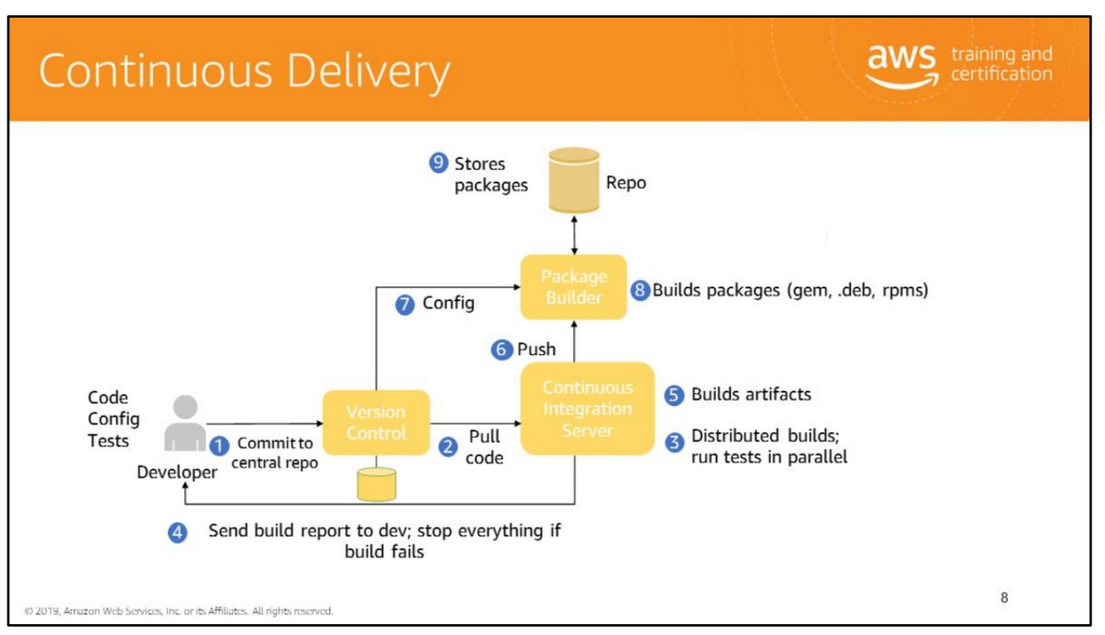 Continuous Delivery
aws training and
certification
9 Stores
packages
Repo
Package
Builder
8 Builds packages (gem, .deb, rpms)
7 Config
6 Push
Code
Config
Tests
Developer
1 Commit to
central repo
Version
Control
2 Pull
code
Continuous
Integration
Server
5 Builds artifacts
3 Distributed builds;
run tests in parallel
4 Send build report to dev; stop everything if
build fails
8
© 2019, Amazon Web Services, Inc. or its Affiliates. All rights reserved.